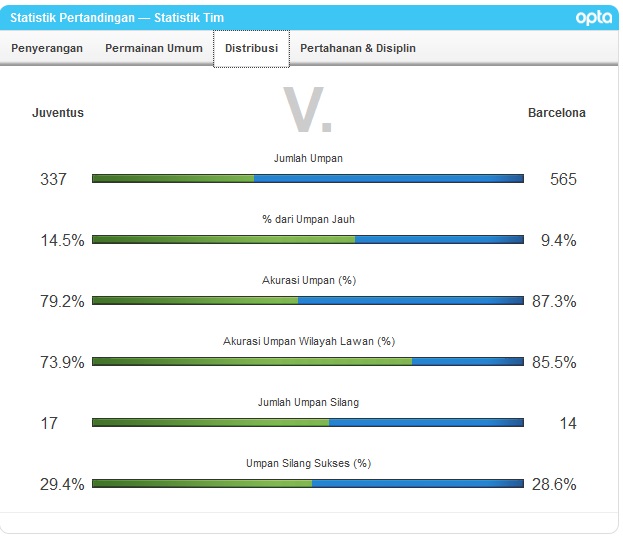 Statistik Pertandingan — Statistik Tim
opta
Penyerangan Permainan Umum Distribusi Pertahanan & Disiplin
Juventus V. Barcelona
Jumlah Umpan
337 565
% dari Umpan Jauh
14.5% 9.4%
Akurasi Umpan (%)
79.2% 87.3%
Akurasi Umpan Wilayah Lawan (%)
73.9% 85.5%
Jumlah Umpan Silang
17 14
Umpan Silang Sukses (%)
29.4% 28.6%